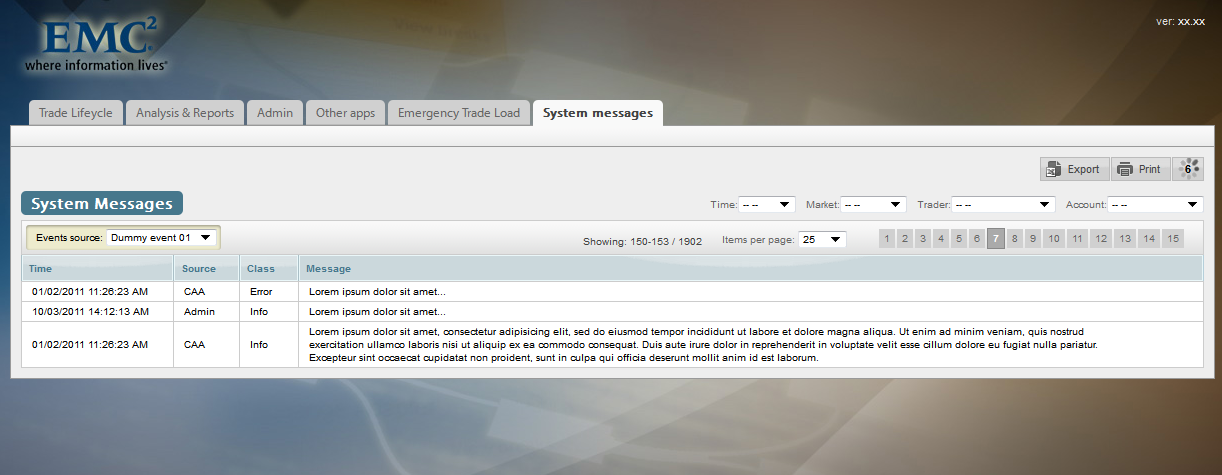 EMC²
where information lives®
ver: xx.xx
Trade Lifeycle
Analysis & Reports
Admin
Other apps
Emergency Trade Load
System messages
Export
Print
6
System Messages
Time: -- --
Market: -- --
Trader: -- --
Account: -- --
Events source: Dummy event 01
Showing: 150-153 / 1902
Items per page: 25
1 2 3 4 5 6 7 8 9 10 11 12 13 14 15
Time Source Class Message
01/02/2011 11:26:23 AM CAA Error Lorem ipsum dolor sit amet...
10/03/2011 14:12:13 AM Admin Info Lorem ipsum dolor sit amet...
01/02/2011 11:26:23 AM CAA Info
Lorem ipsum dolor sit amet, consectetur adipisicing elit, sed do eiusmod tempor incididunt ut labore et dolore magna aliqua. Ut enim ad minim veniam, quis nostrud
exercitation ullamco laboris nisi ut aliquip ex ea commodo consequat. Duis aute irure dolor in reprehenderit in voluptate velit esse cillum dolore eu fugiat nulla pariatur.
Excepteur sint occaecat cupidatat non proident, sunt in culpa qui officia deserunt mollit anim id est laborum.